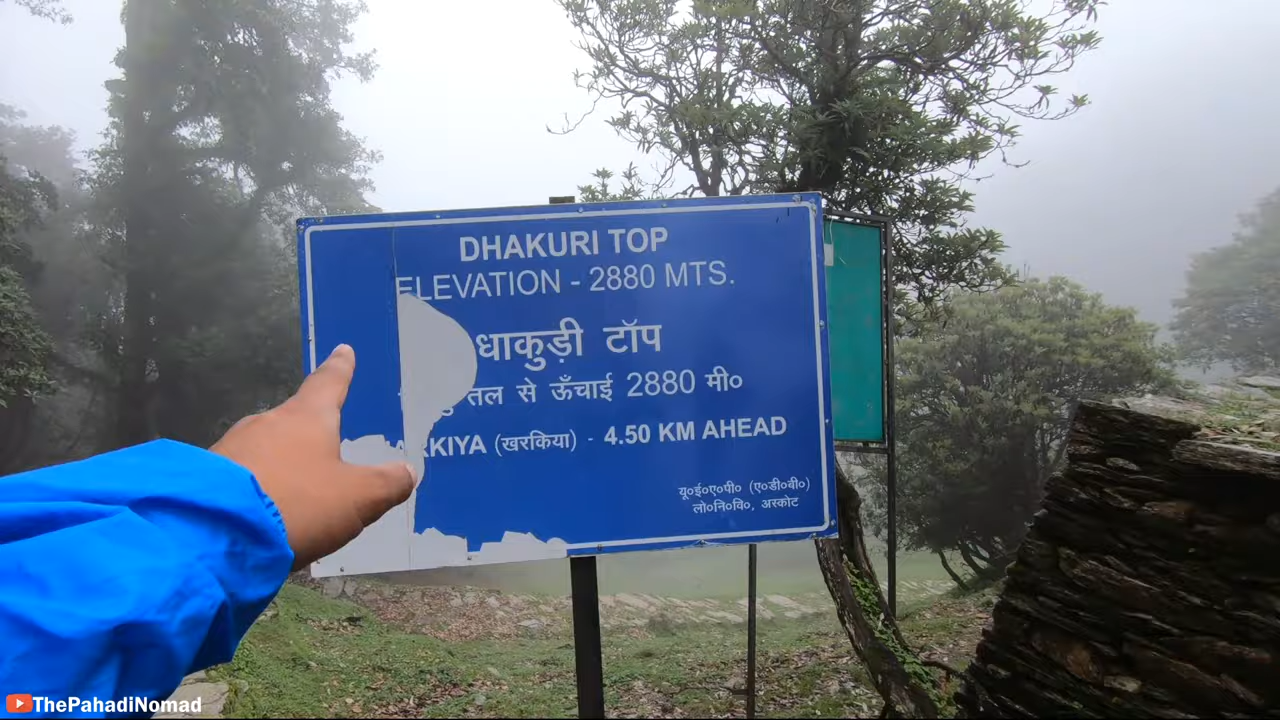 DHAKURI TOP
ELEVATION - 2880 MTS.
धाकुड़ी टॉप
तल से ऊँचाई 2880 मी०
(खरकिया) - 4.50 KM AHEAD
यू०ई०ए०पी० (ए०डी०बी०)
लो०नि०वि०, अस्कोट
ThePahadiNomad